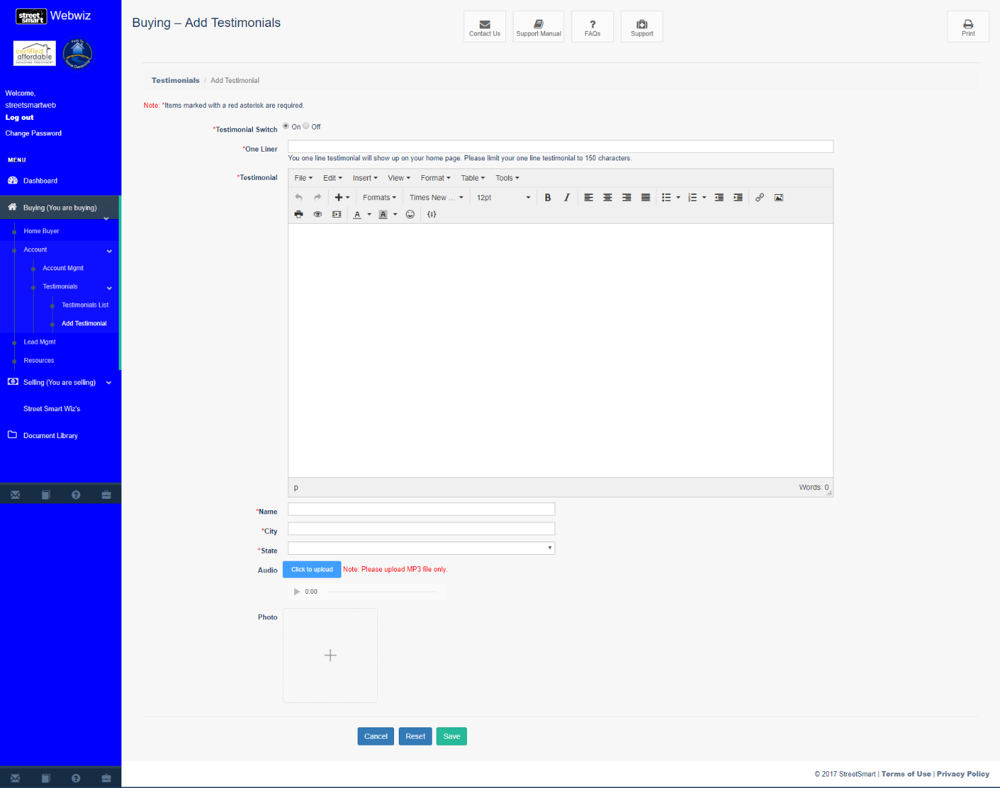 street smart Webwiz
certified
affordable
HOUSING PROVIDER
Path To
Home Ownership
Welcome,
streetsmartweb
Log out
Change Password
MENU
Dashboard
Buying (You are buying)
Home Buyer
Account
Account Mgmt
Testimonials
Testimonials List
Add Testimonial
Lead Mgmt
Resources
Selling (You are selling)
Street Smart Wiz's
Document Library
Buying – Add Testimonials
Contact Us
Support Manual
FAQs
Support
Print
Testimonials / Add Testimonial
Note: *Items marked with a red asterisk are required.
*Testimonial Switch On Off
*One Liner
You one line testimonial will show up on your home page. Please limit your one line testimonial to 150 characters.
*Testimonial
File Edit Insert View Format Table Tools
Formats Times New ... 12pt B I
A A {;}
p Words: 0
*Name
*City
*State
Audio Click to upload Note: Please upload MP3 file only.
0:00
Photo
Cancel Reset Save
© 2017 StreetSmart | Terms of Use | Privacy Policy